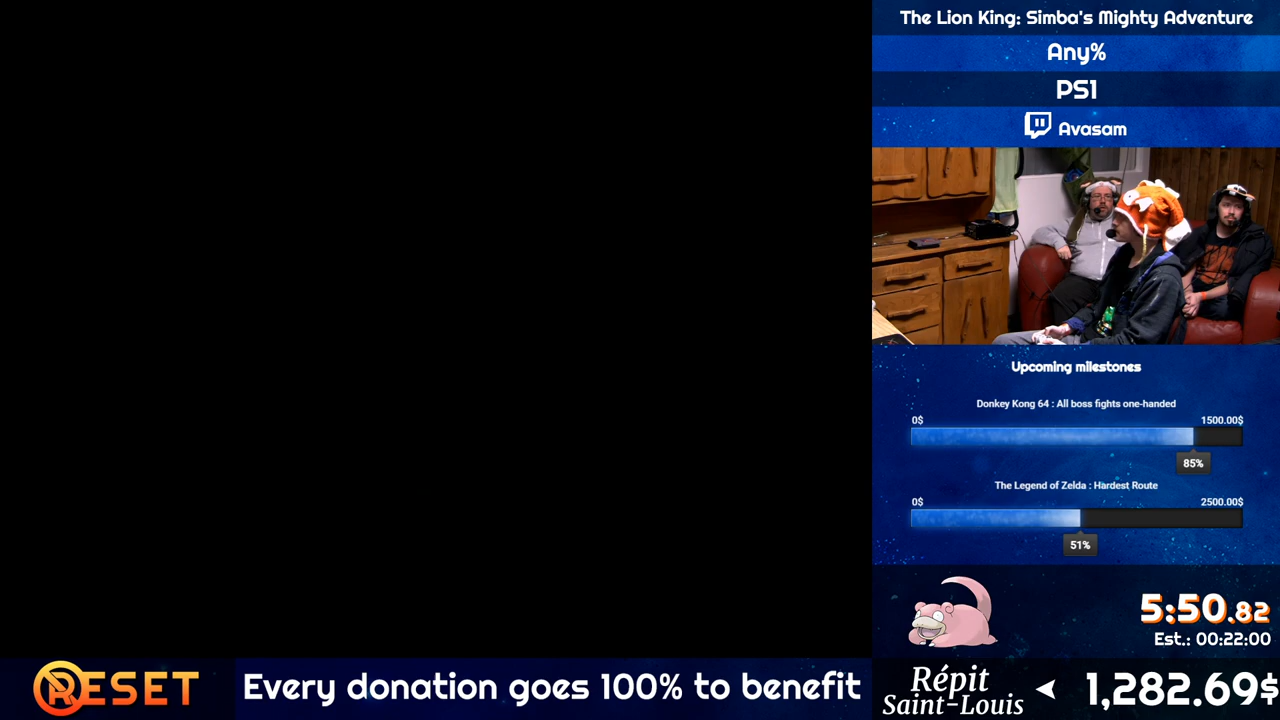 The Lion King: Simba's Mighty Adventure
Any%
PS1
Avasam
Upcoming milestones
Donkey Kong 64 : All boss fights one-handed
0$ 1500.00$
85%
The Legend of Zelda : Hardest Route
0$ 2500.00$
51%
5:50.82
Est.: 00:22:00
RESET
Every donation goes 100% to benefit
Répit
Saint-Louis
1,282.69$